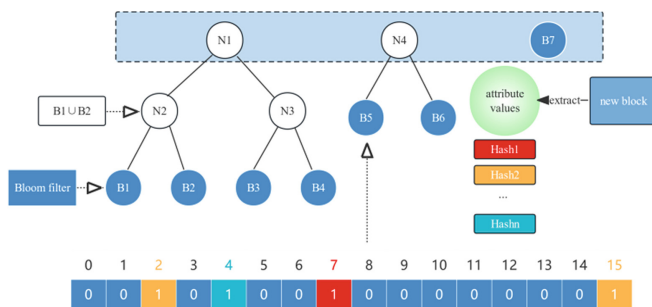 N1
N4
B7
B1∪B2
N2
N3
B5
B6
attribute
values
extract
new block
Hash1
Bloom filter
B1
B2
B3
B4
Hash2
...
Hashn
0 1 2 3 4 5 6 7 8 9 10 11 12 13 14 15
0 0 1 0 1 0 0 1 0 0 0 0 0 0 0 1